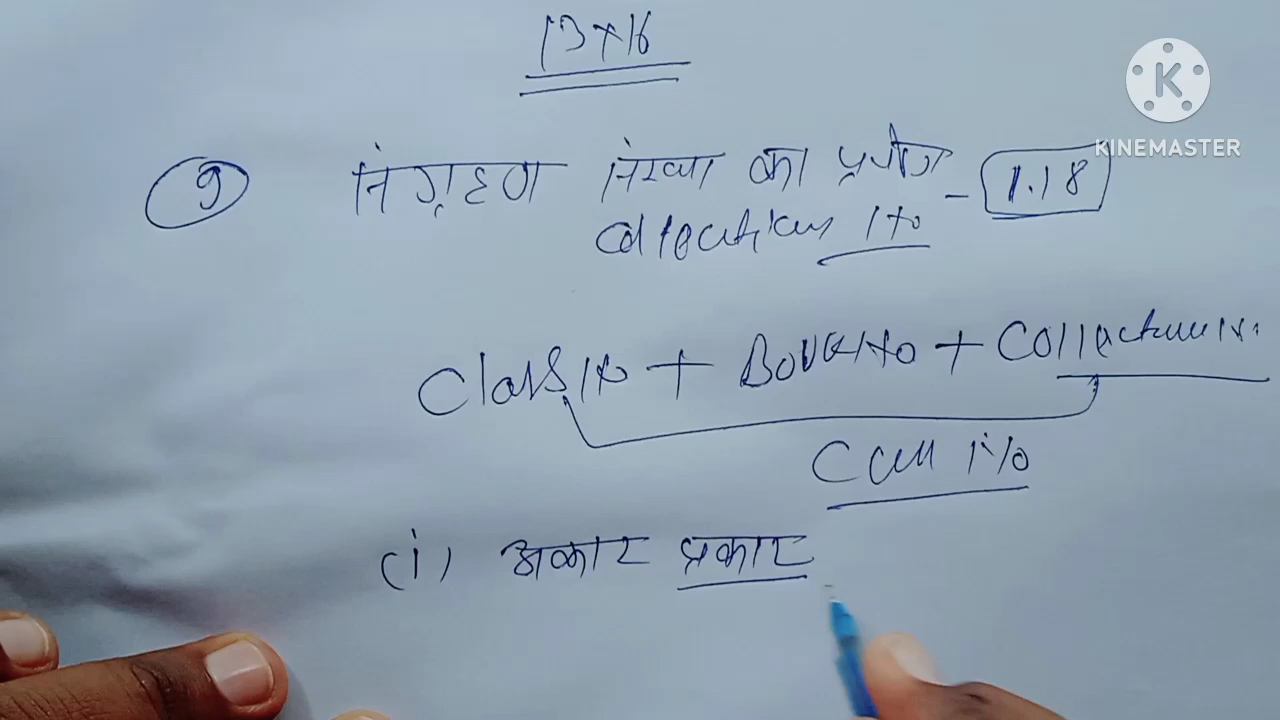 13×16
K
KINEMASTER
9 संग्रहण संख्या का प्रयोग - 1.18
Collection No
Class No + Book No + Collection No.
Call No
(i) आकार प्रकार